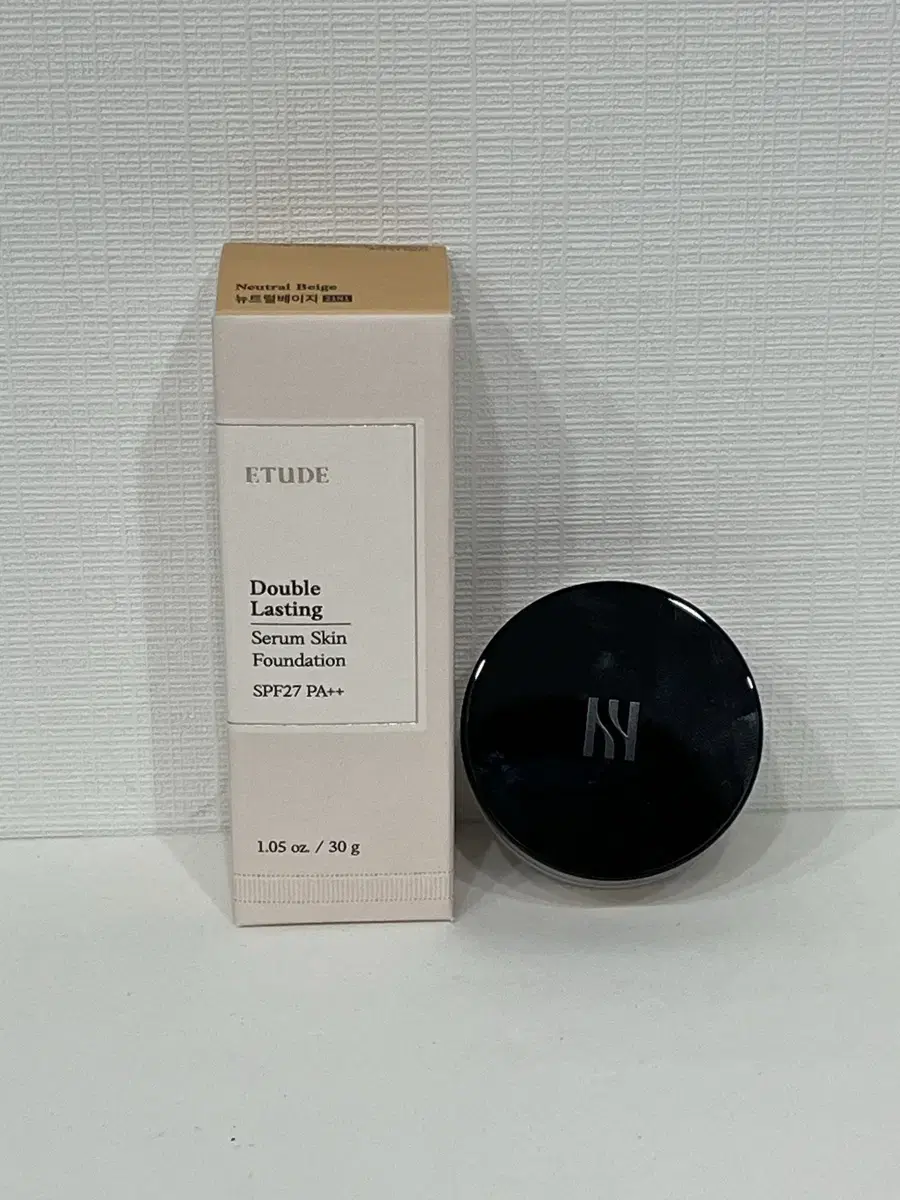 Neutral Beige
뉴트럴베이지 21N1
ETUDE
Double
Lasting
Serum Skin
Foundation
SPF27 PA++
1.05 oz. / 30 g